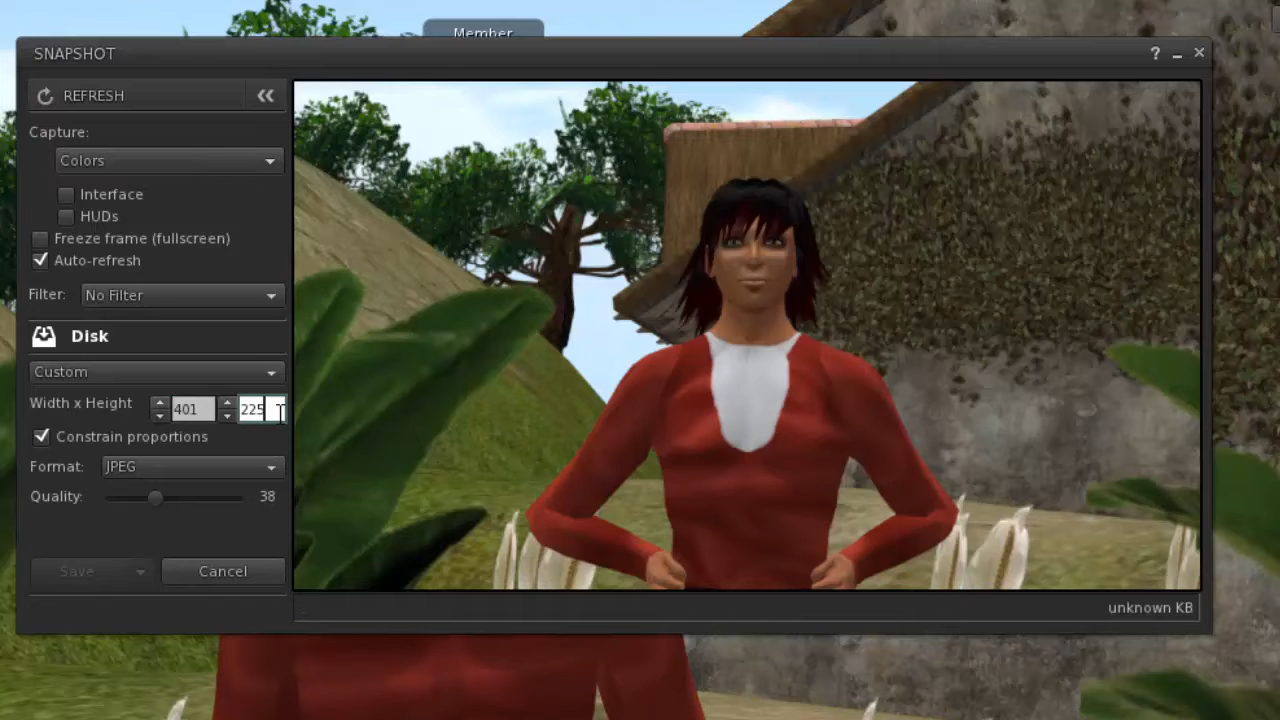 Member
SNAPSHOT
?
REFRESH
Capture:
Colors
Interface
HUDs
Freeze frame (fullscreen)
Auto-refresh
Filter: No Filter
Disk
Custom
Width x Height 401 225
Constrain proportions
Format: JPEG
Quality: 38
Save Cancel
unknown KB